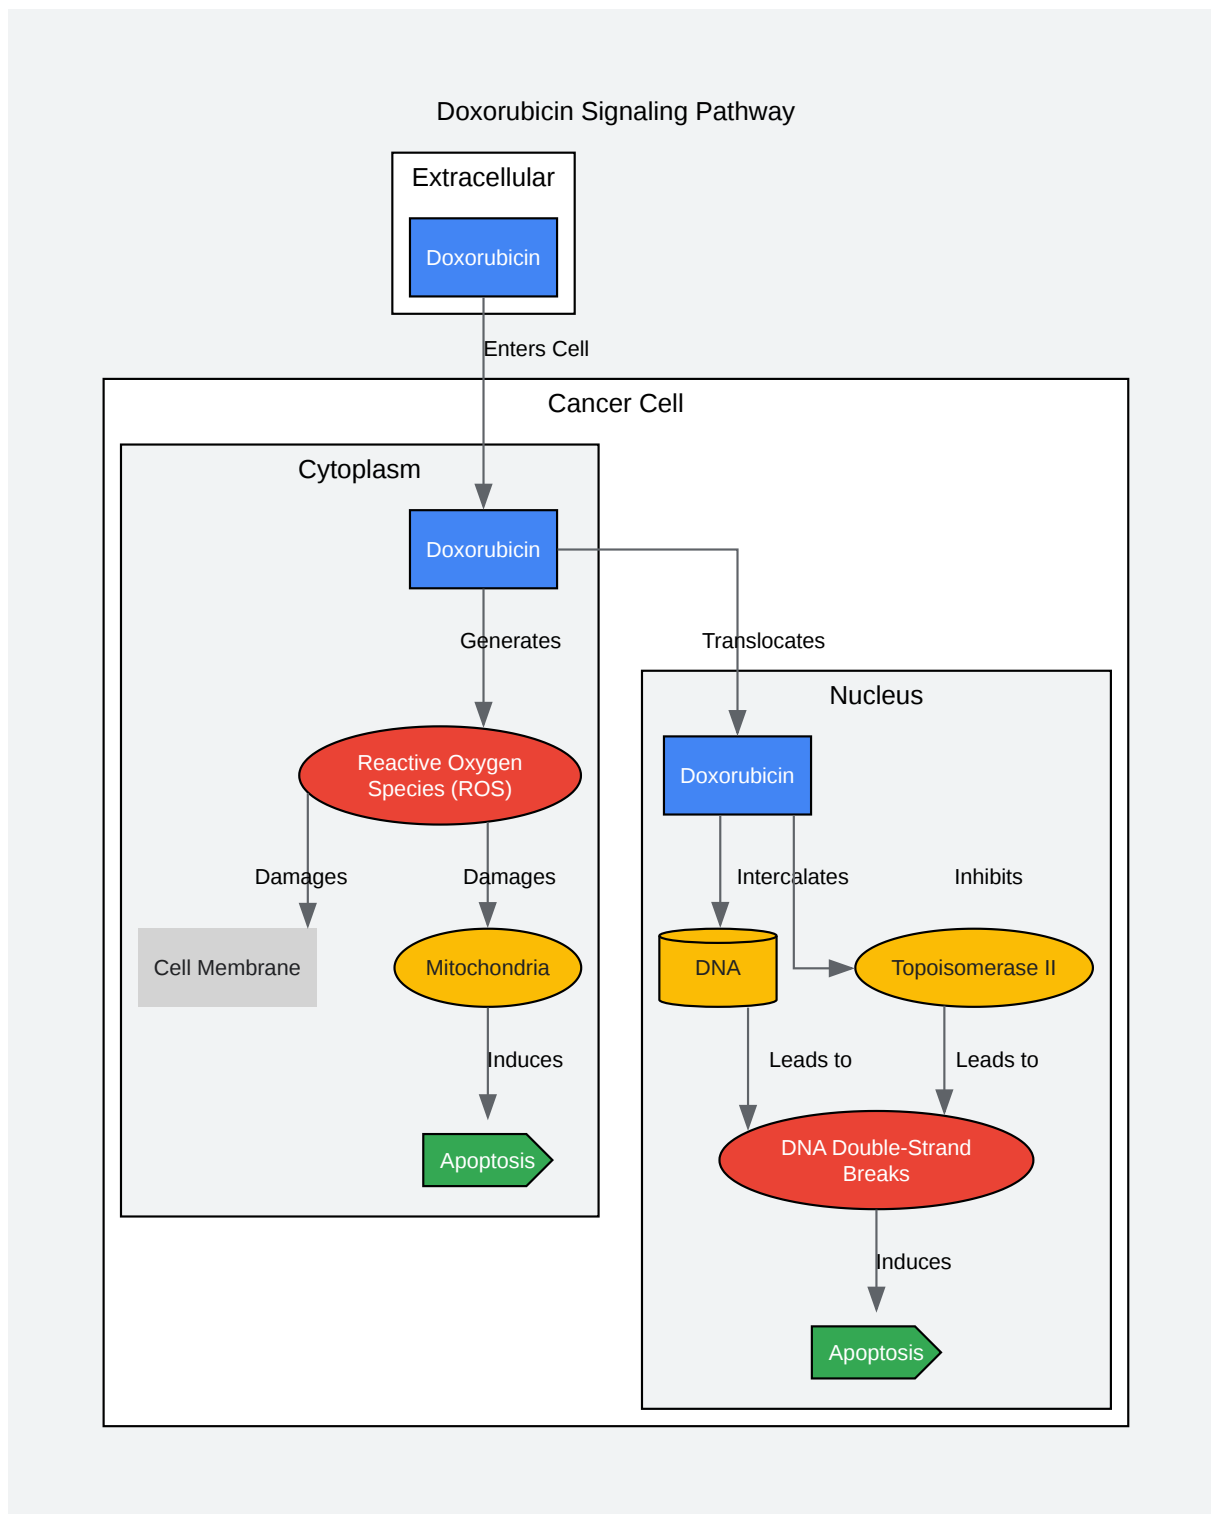 Doxorubicin Signaling Pathway
Extracellular
Doxorubicin
Enters Cell
Cancer Cell
Cytoplasm
Doxorubicin
Generates
Translocates
Nucleus
Reactive Oxygen
Species (ROS)
Doxorubicin
Damages
Damages
Intercalates
Inhibits
Cell Membrane
Mitochondria
DNA
Topoisomerase II
Induces
Leads to
Leads to
Apoptosis
DNA Double-Strand
Breaks
Induces
Apoptosis